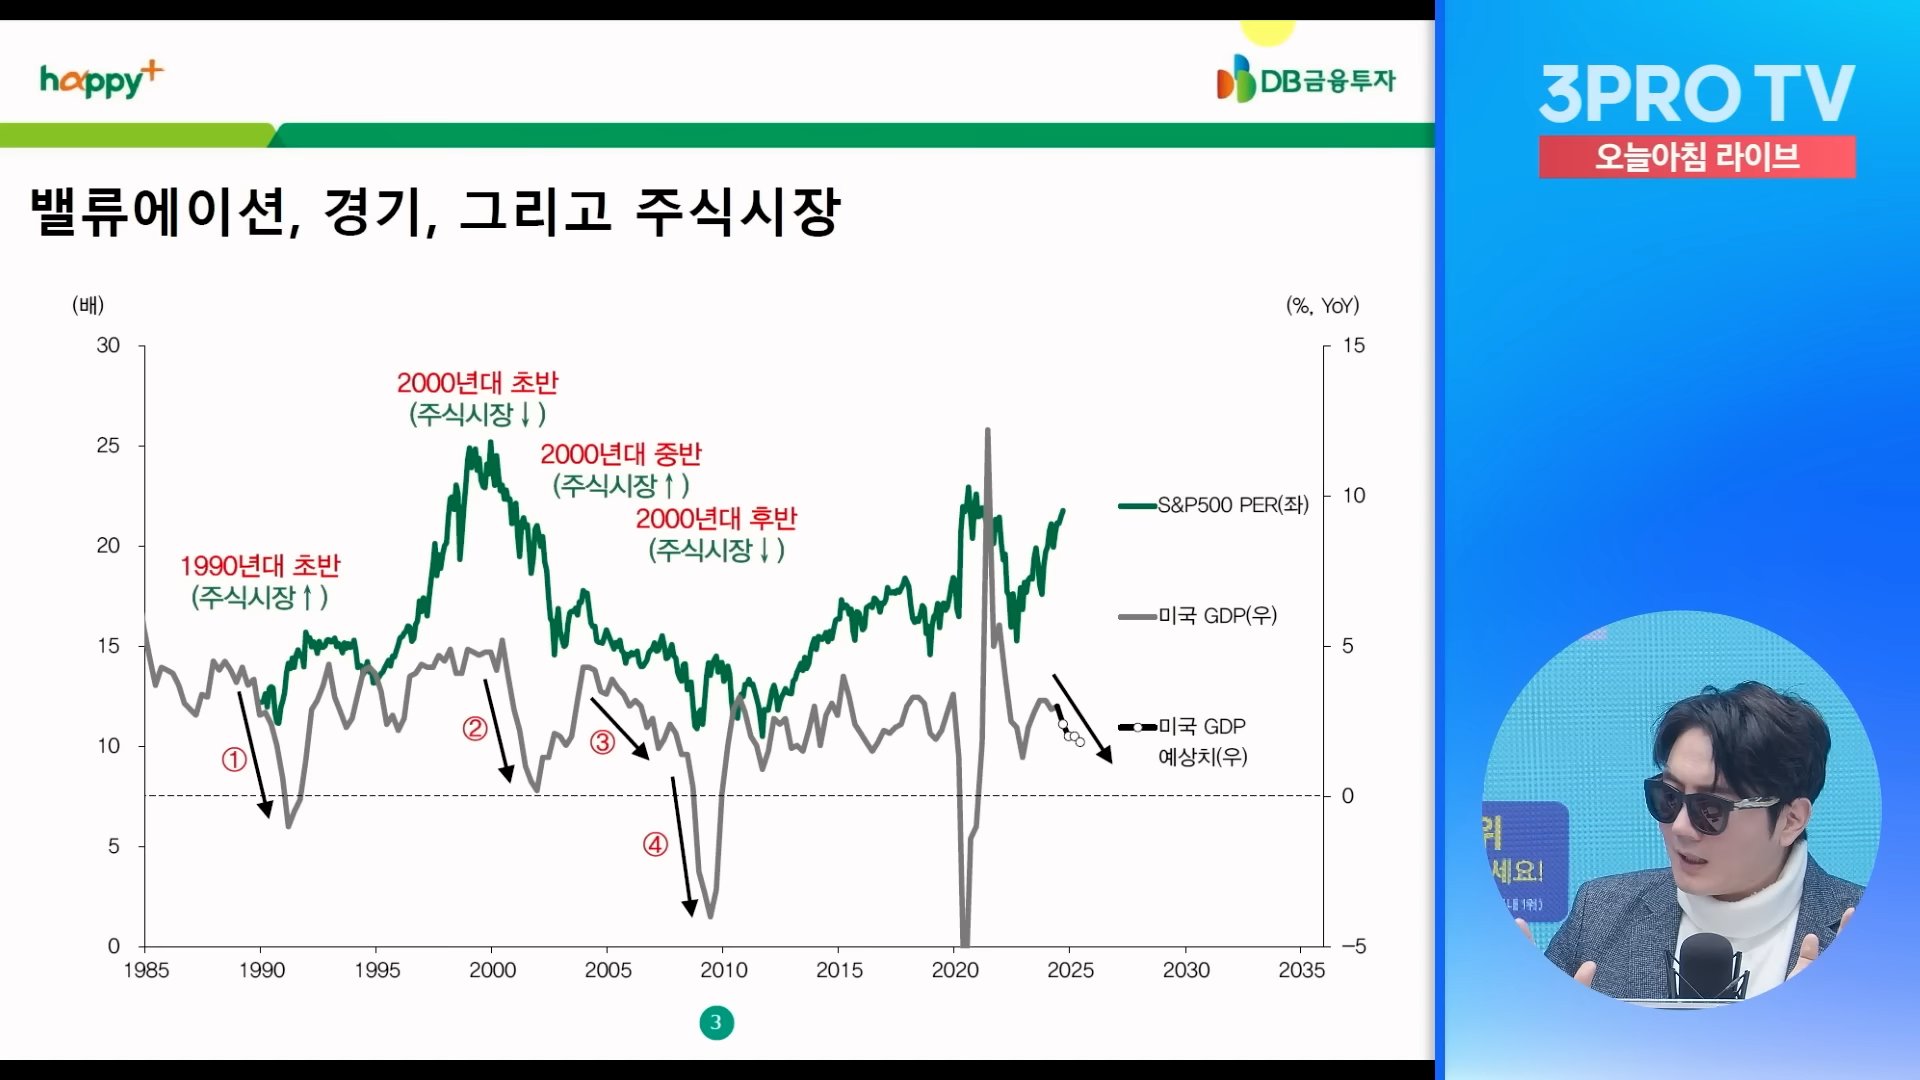 happy+
DB금융투자
3PRO TV
오늘아침 라이브
밸류에이션, 경기, 그리고 주식시장
(배)
(%, YoY)
30
25
20
15
10
5
0
15
10
5
0
-5
2000년대 초반
(주식시장↓)
2000년대 중반
(주식시장↑)
2000년대 후반
(주식시장↓)
1990년대 초반
(주식시장↑)
①
②
③
④
S&P500 PER(좌)
미국 GDP(우)
미국 GDP
예상치(우)
1985
1990
1995
2000
2005
2010
2015
2020
2025
2030
2035
3
세요!